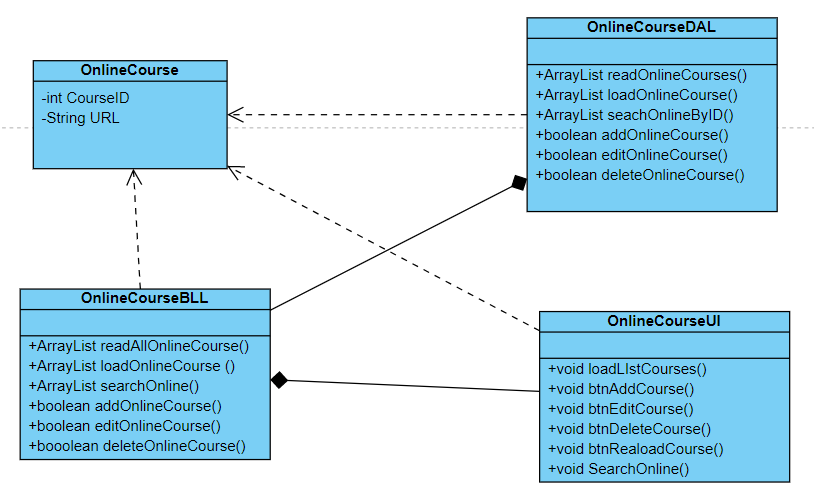 OnlineCourse
-int CourseID
-String URL
OnlineCourseDAL
+ArrayList readOnlineCourses()
+ArrayList loadOnlineCourse()
+ArrayList seachOnlineByID()
+boolean addOnlineCourse()
+boolean editOnlineCourse()
+boolean deleteOnlineCourse()
OnlineCourseBLL
+ArrayList readAllOnlineCourse()
+ArrayList loadOnlineCourse ()
+ArrayList searchOnline()
+boolean addOnlineCourse()
+boolean editOnlineCourse()
+booolean deleteOnlineCourse()
OnlineCourseUI
+void loadLIstCourses()
+void btnAddCourse()
+void btnEditCourse()
+void btnDeleteCourse()
+void btnRealoadCourse()
+void SearchOnline()